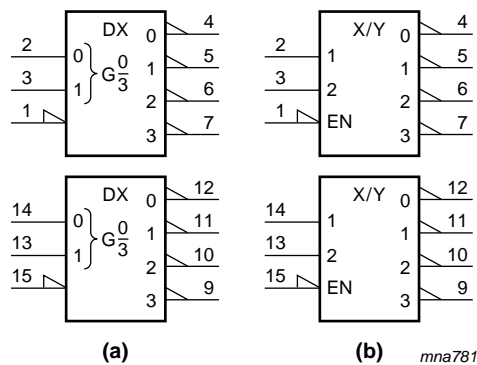 DX 0 4 X/Y 0 4
2 0 1 5 2 1 1 5
3 1 G 0/3 2 6 3 2 2 6
1 3 7 1 EN 3 7
DX 0 12 X/Y 0 12
14 0 1 11 14 1 1 11
13 1 G 0/3 2 10 13 2 2 10
15 3 9 15 EN 3 9
(a) (b) mna781